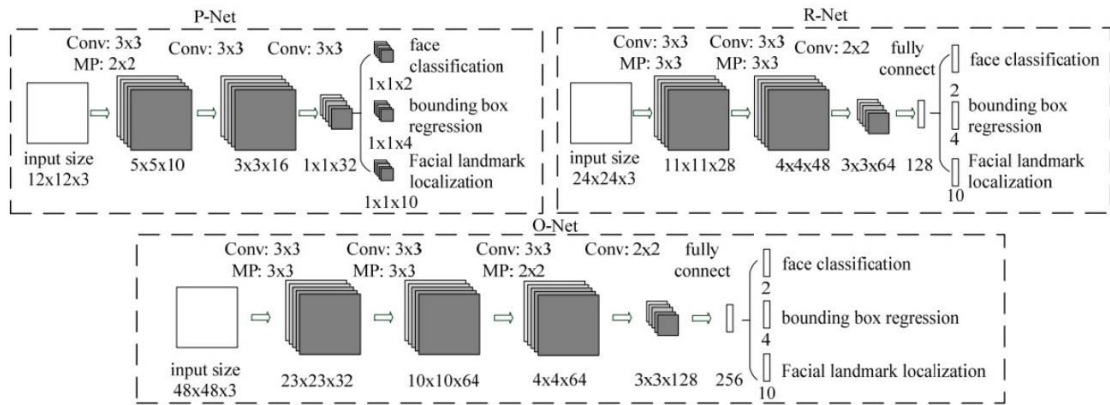 P-Net
Conv: 3x3
MP: 2x2
Conv: 3x3
Conv: 3x3
face
classification
1x1x2
bounding box
regression
1x1x4
Facial landmark
localization
1x1x10
input size
12x12x3
5x5x10
3x3x16
1x1x32
R-Net
Conv: 3x3
MP: 3x3
Conv: 3x3
MP: 3x3
Conv: 2x2
fully
connect
face classification
2
bounding box
regression
4
Facial landmark
localization
10
input size
24x24x3
11x11x28
4x4x48
3x3x64
128
O-Net
Conv: 3x3
MP: 3x3
Conv: 3x3
MP: 3x3
Conv: 3x3
MP: 2x2
Conv: 2x2
fully
connect
face classification
2
bounding box regression
4
Facial landmark localization
10
input size
48x48x3
23x23x32
10x10x64
4x4x64
3x3x128
256